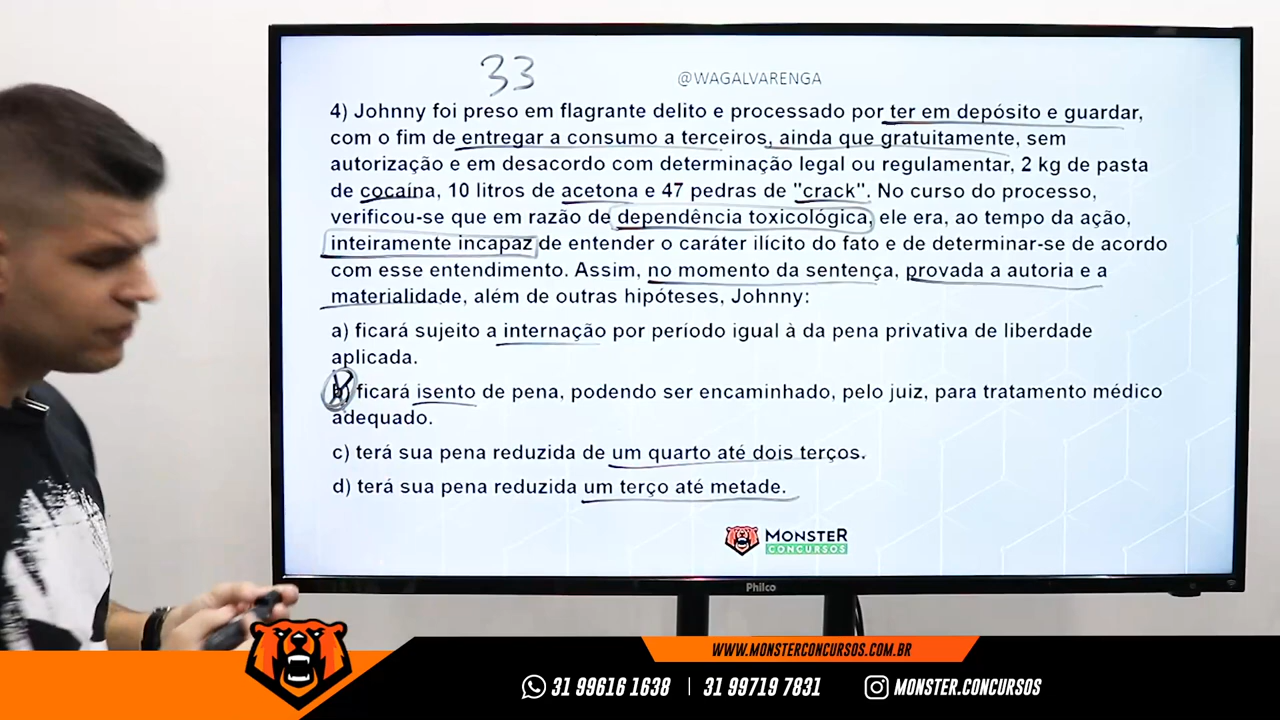 33
@WAGALVARENGA
4) Johnny foi preso em flagrante delito e processado por ter em depósito e guardar,
com o fim de entregar a consumo a terceiros, ainda que gratuitamente, sem
autorização e em desacordo com determinação legal ou regulamentar, 2 kg de pasta
de cocaína, 10 litros de acetona e 47 pedras de "crack". No curso do processo,
verificou-se que em razão de dependência toxicológica, ele era, ao tempo da ação,
inteiramente incapaz de entender o caráter ilícito do fato e de determinar-se de acordo
com esse entendimento. Assim, no momento da sentença, provada a autoria e a
materialidade, além de outras hipóteses, Johnny:
a) ficará sujeito a internação por período igual à da pena privativa de liberdade
aplicada.
b) ficará isento de pena, podendo ser encaminhado, pelo juiz, para tratamento médico
adequado.
c) terá sua pena reduzida de um quarto até dois terços.
d) terá sua pena reduzida um terço até metade.
MONSTER
CONCURSOS
Philco
WWW.MONSTERCONCURSOS.COM.BR
31 99616 1638 | 31 99719 7831 MONSTER.CONCURSOS